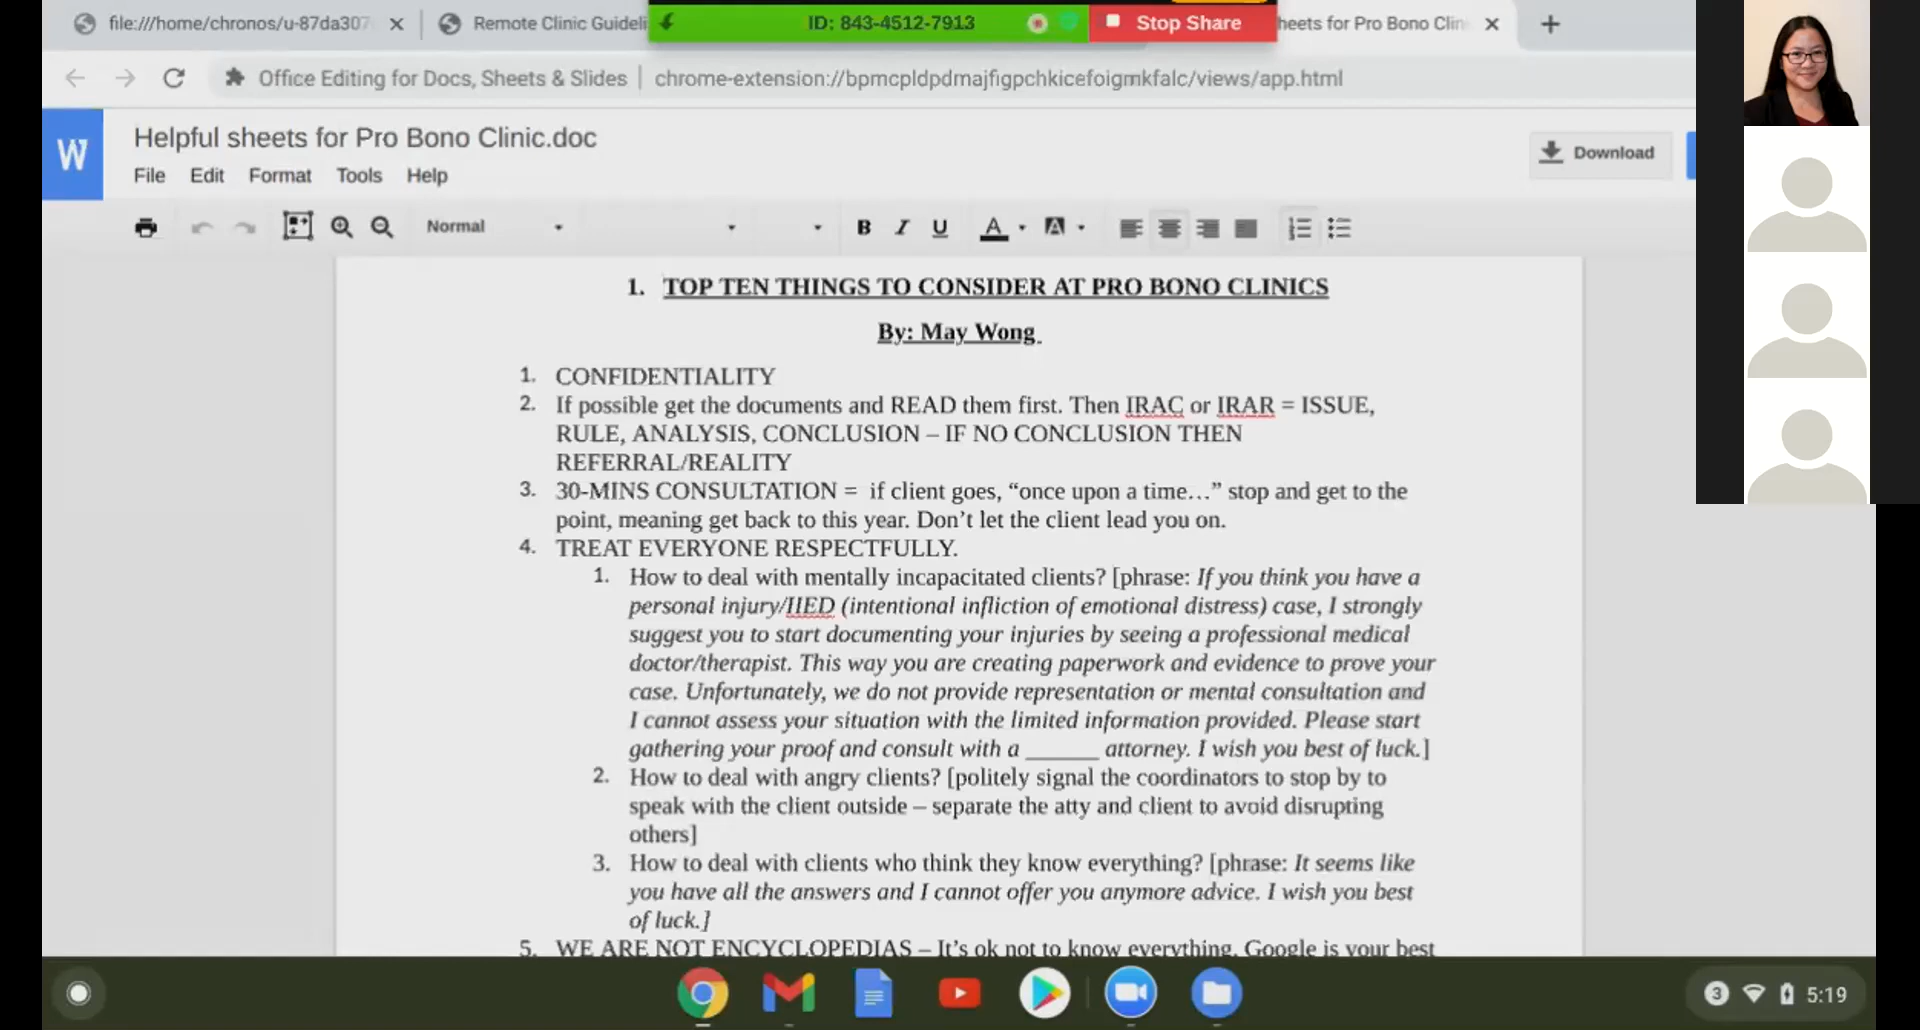 file:///home/chronos/u-87da307
Remote Clinic Guideli
ID: 843-4512-7913
Stop Share
heets for Pro Bono Clin
Office Editing for Docs, Sheets & Slides
chrome-extension://bpmcpldpdmajfigpchkicefoigmkfalc/views/app.html
W
Helpful sheets for Pro Bono Clinic.doc
Download
File Edit Format Tools Help
Normal
B I U A A
1. TOP TEN THINGS TO CONSIDER AT PRO BONO CLINICS
By: May Wong
1. CONFIDENTIALITY
2. If possible get the documents and READ them first. Then IRAC or IRAR = ISSUE,
RULE, ANALYSIS, CONCLUSION – IF NO CONCLUSION THEN
REFERRAL/REALITY
3. 30-MINS CONSULTATION = if client goes, “once upon a time…” stop and get to the
point, meaning get back to this year. Don’t let the client lead you on.
4. TREAT EVERYONE RESPECTFULLY.
1. How to deal with mentally incapacitated clients? [phrase: If you think you have a
personal injury/IIED (intentional infliction of emotional distress) case, I strongly
suggest you to start documenting your injuries by seeing a professional medical
doctor/therapist. This way you are creating paperwork and evidence to prove your
case. Unfortunately, we do not provide representation or mental consultation and
I cannot assess your situation with the limited information provided. Please start
gathering your proof and consult with a ______ attorney. I wish you best of luck.]
2. How to deal with angry clients? [politely signal the coordinators to stop by to
speak with the client outside – separate the atty and client to avoid disrupting
others]
3. How to deal with clients who think they know everything? [phrase: It seems like
you have all the answers and I cannot offer you anymore advice. I wish you best
of luck.]
5. WE ARE NOT ENCYCLOPEDIAS – It’s ok not to know everything. Google is your best
3 5:19